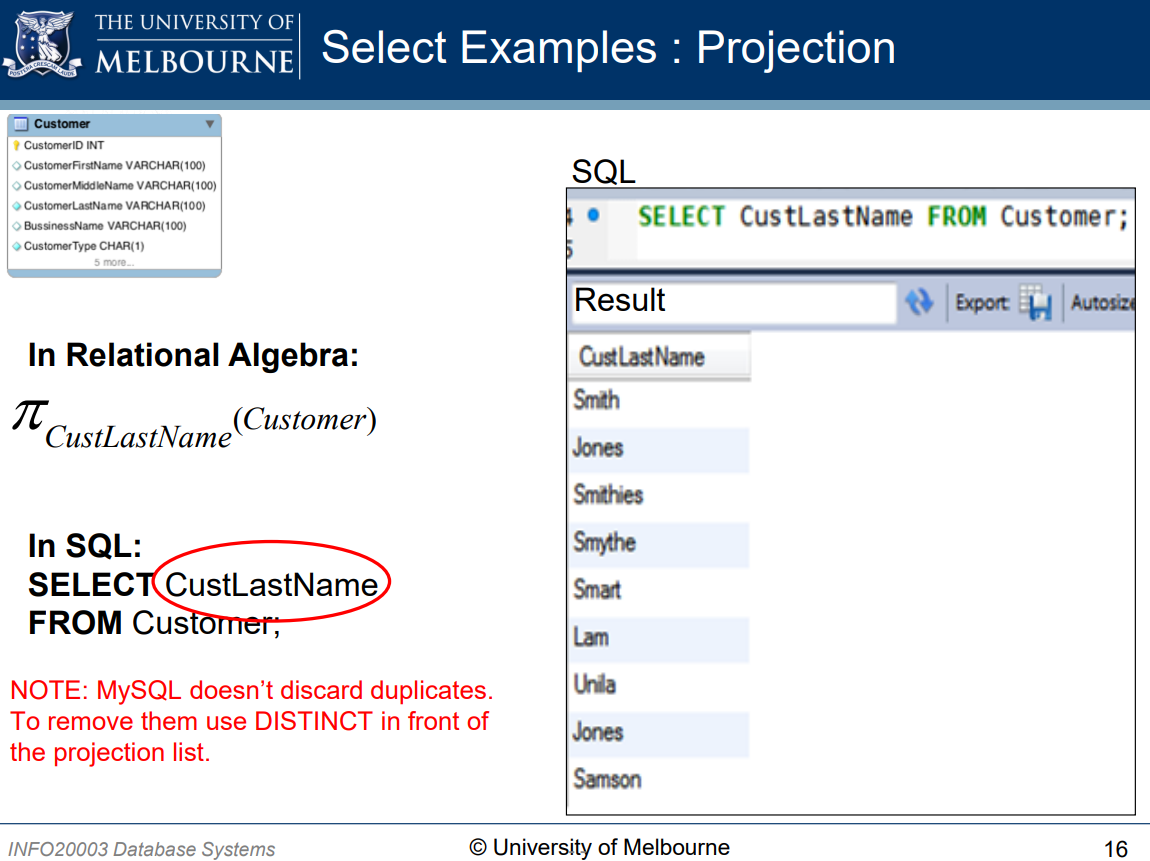 THE UNIVERSITY OF
MELBOURNE
POSTERA CRESCAM LAUDE
Select Examples : Projection
Customer
CustomerID INT
CustomerFirstName VARCHAR(100)
CustomerMiddleName VARCHAR(100)
CustomerLastName VARCHAR(100)
BussinessName VARCHAR(100)
CustomerType CHAR(1)
5 more...
In Relational Algebra:
π CustLastName (Customer)
In SQL:
SELECT CustLastName
FROM Customer;
NOTE: MySQL doesn’t discard duplicates.
To remove them use DISTINCT in front of
the projection list.
SQL
4 SELECT CustLastName FROM Customer;
5
Result Export: Autosize
CustLastName
Smith
Jones
Smithies
Smythe
Smart
Lam
Unila
Jones
Samson
INFO20003 Database Systems
© University of Melbourne
16